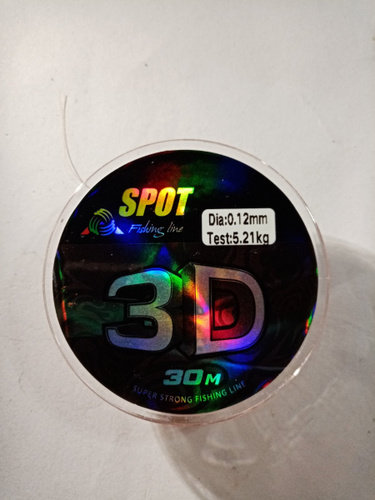 SPOT
Fishing line
Dia:0.12mm
Test:5.21kg
3D
30M
SUPER STRONG FISHING LINE